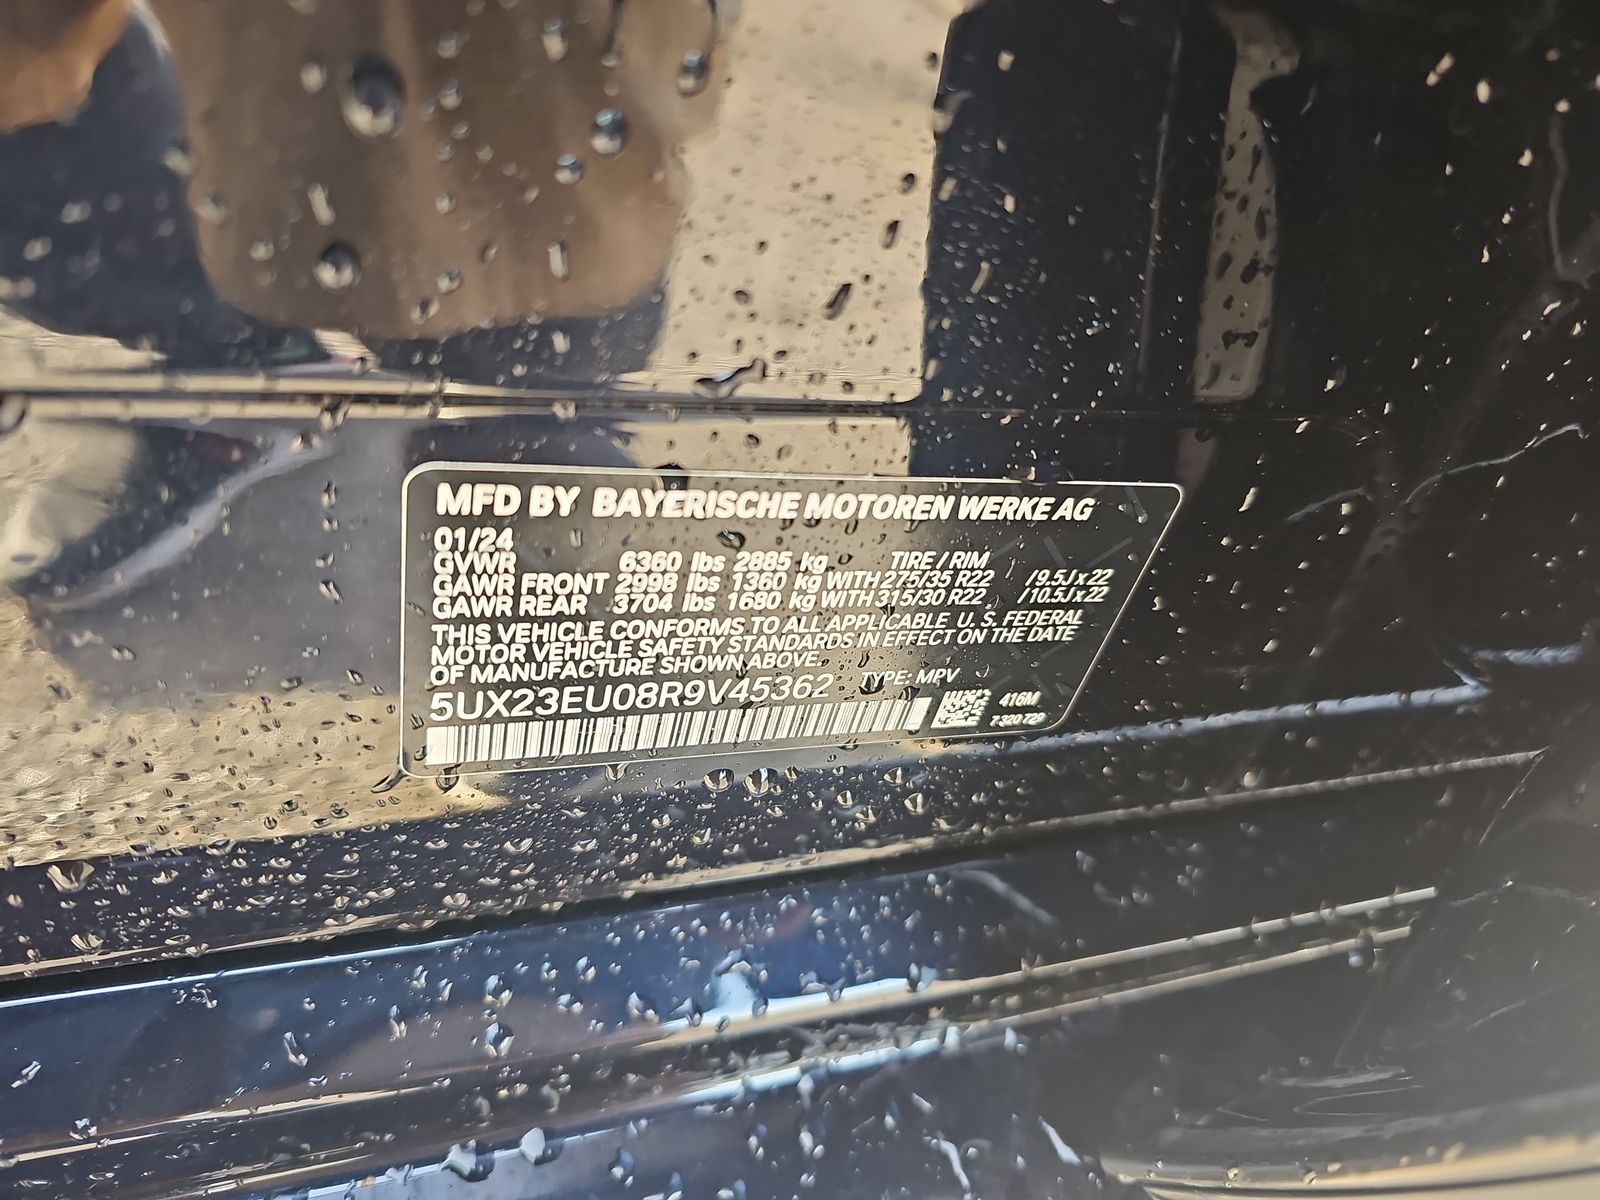 MFD BY BAYERISCHE MOTOREN WERKE AG
01/24
GVWR 6360 lbs 2885 kg TIRE / RIM
GAWR FRONT 2998 lbs 1360 kg WITH 275/35 R22 / 9.5J x 22
GAWR REAR 3704 lbs 1680 kg WITH 315/30 R22 / 10.5J x 22
THIS VEHICLE CONFORMS TO ALL APPLICABLE U. S. FEDERAL
MOTOR VEHICLE SAFETY STANDARDS IN EFFECT ON THE DATE
OF MANUFACTURE SHOWN ABOVE.
5UX23EU08R9V45362 TYPE: MPV
416M
7 320 729